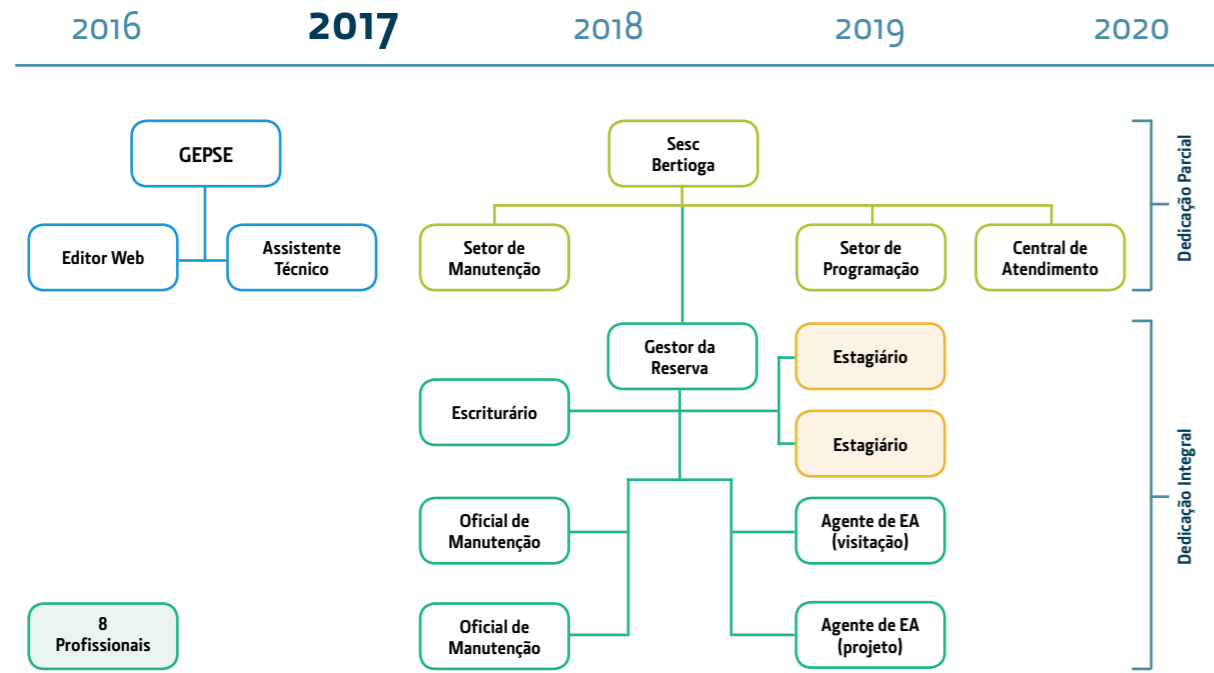 2016 2017 2018 2019 2020
GEPSE
Editor Web
Assistente
Técnico
Sesc
Bertioga
Setor de
Manutenção
Setor de
Programação
Central de
Atendimento
Dedicação Parcial
Gestor da
Reserva
Escriturário
Estagiário
Estagiário
Oficial de
Manutenção
Agente de EA
(visitação)
Oficial de
Manutenção
Agente de EA
(projeto)
Dedicação Integral
8
Profissionais